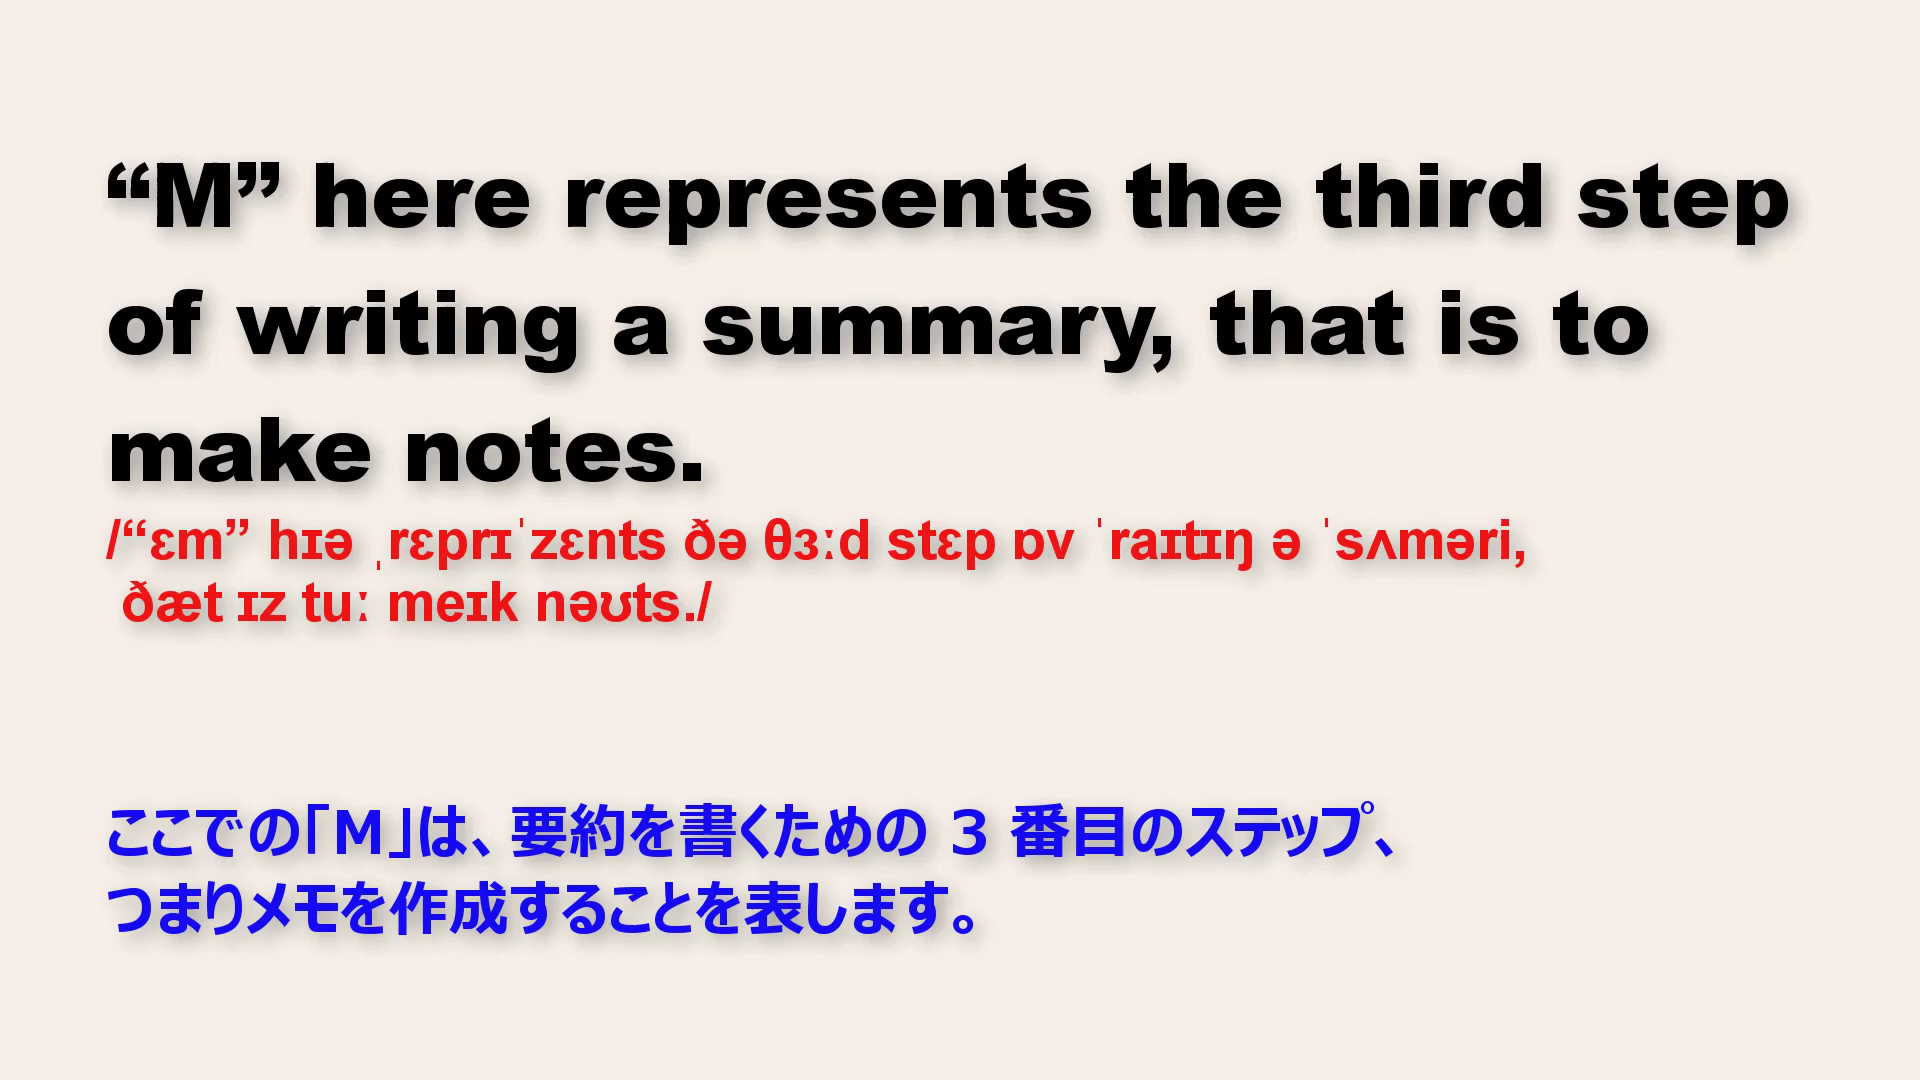 “M” here represents the third step
of writing a summary, that is to
make notes.
/“ɛm” hɪə ˌrɛprɪˈzɛnts ðə θɜːd stɛp ɒv ˈraɪtɪŋ ə ˈsʌməri,
ðæt ɪz tuː meɪk nəʊts./
ここでの「M」は、要約を書くための 3 番目のステップ、
つまりメモを作成することを表します。